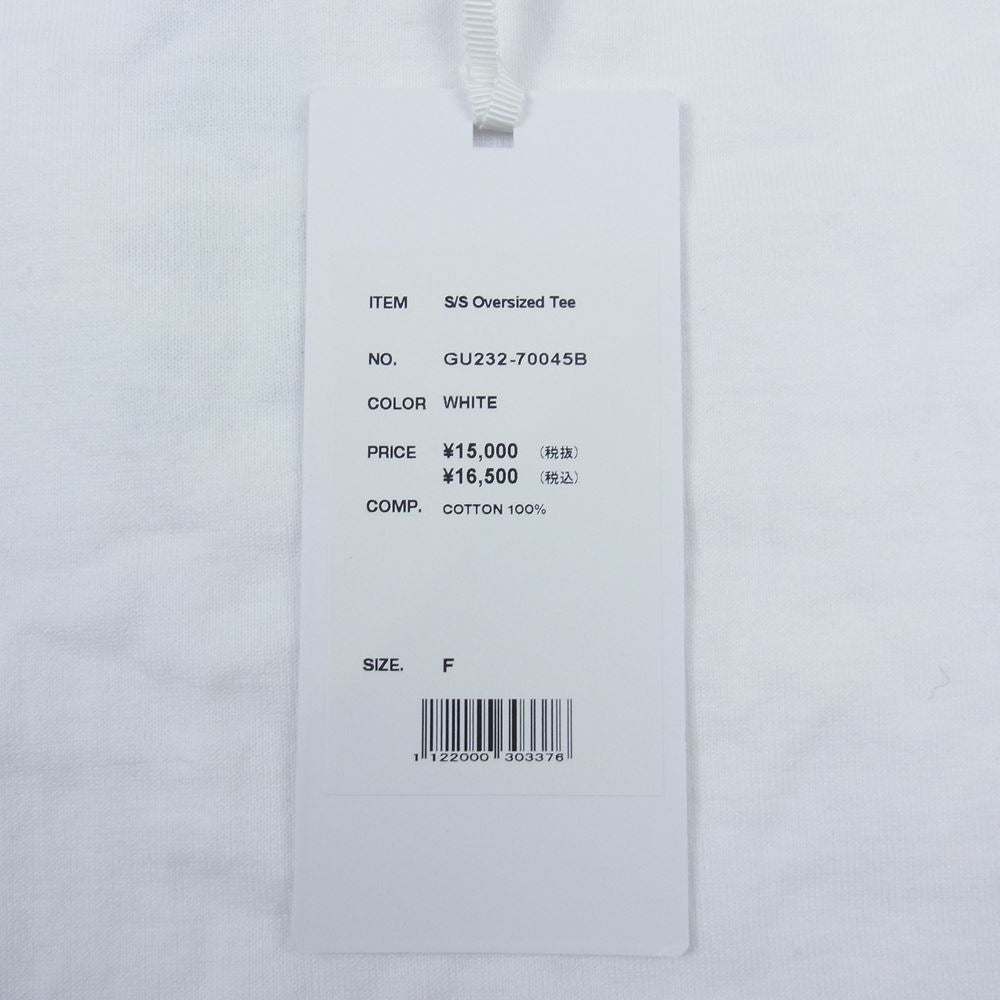 ITEM S/S Oversized Tee
NO. GU232-70045B
COLOR WHITE
PRICE ¥15,000 (税抜)
¥16,500 (税込)
COMP. COTTON 100%
SIZE. F
1 122000 303376